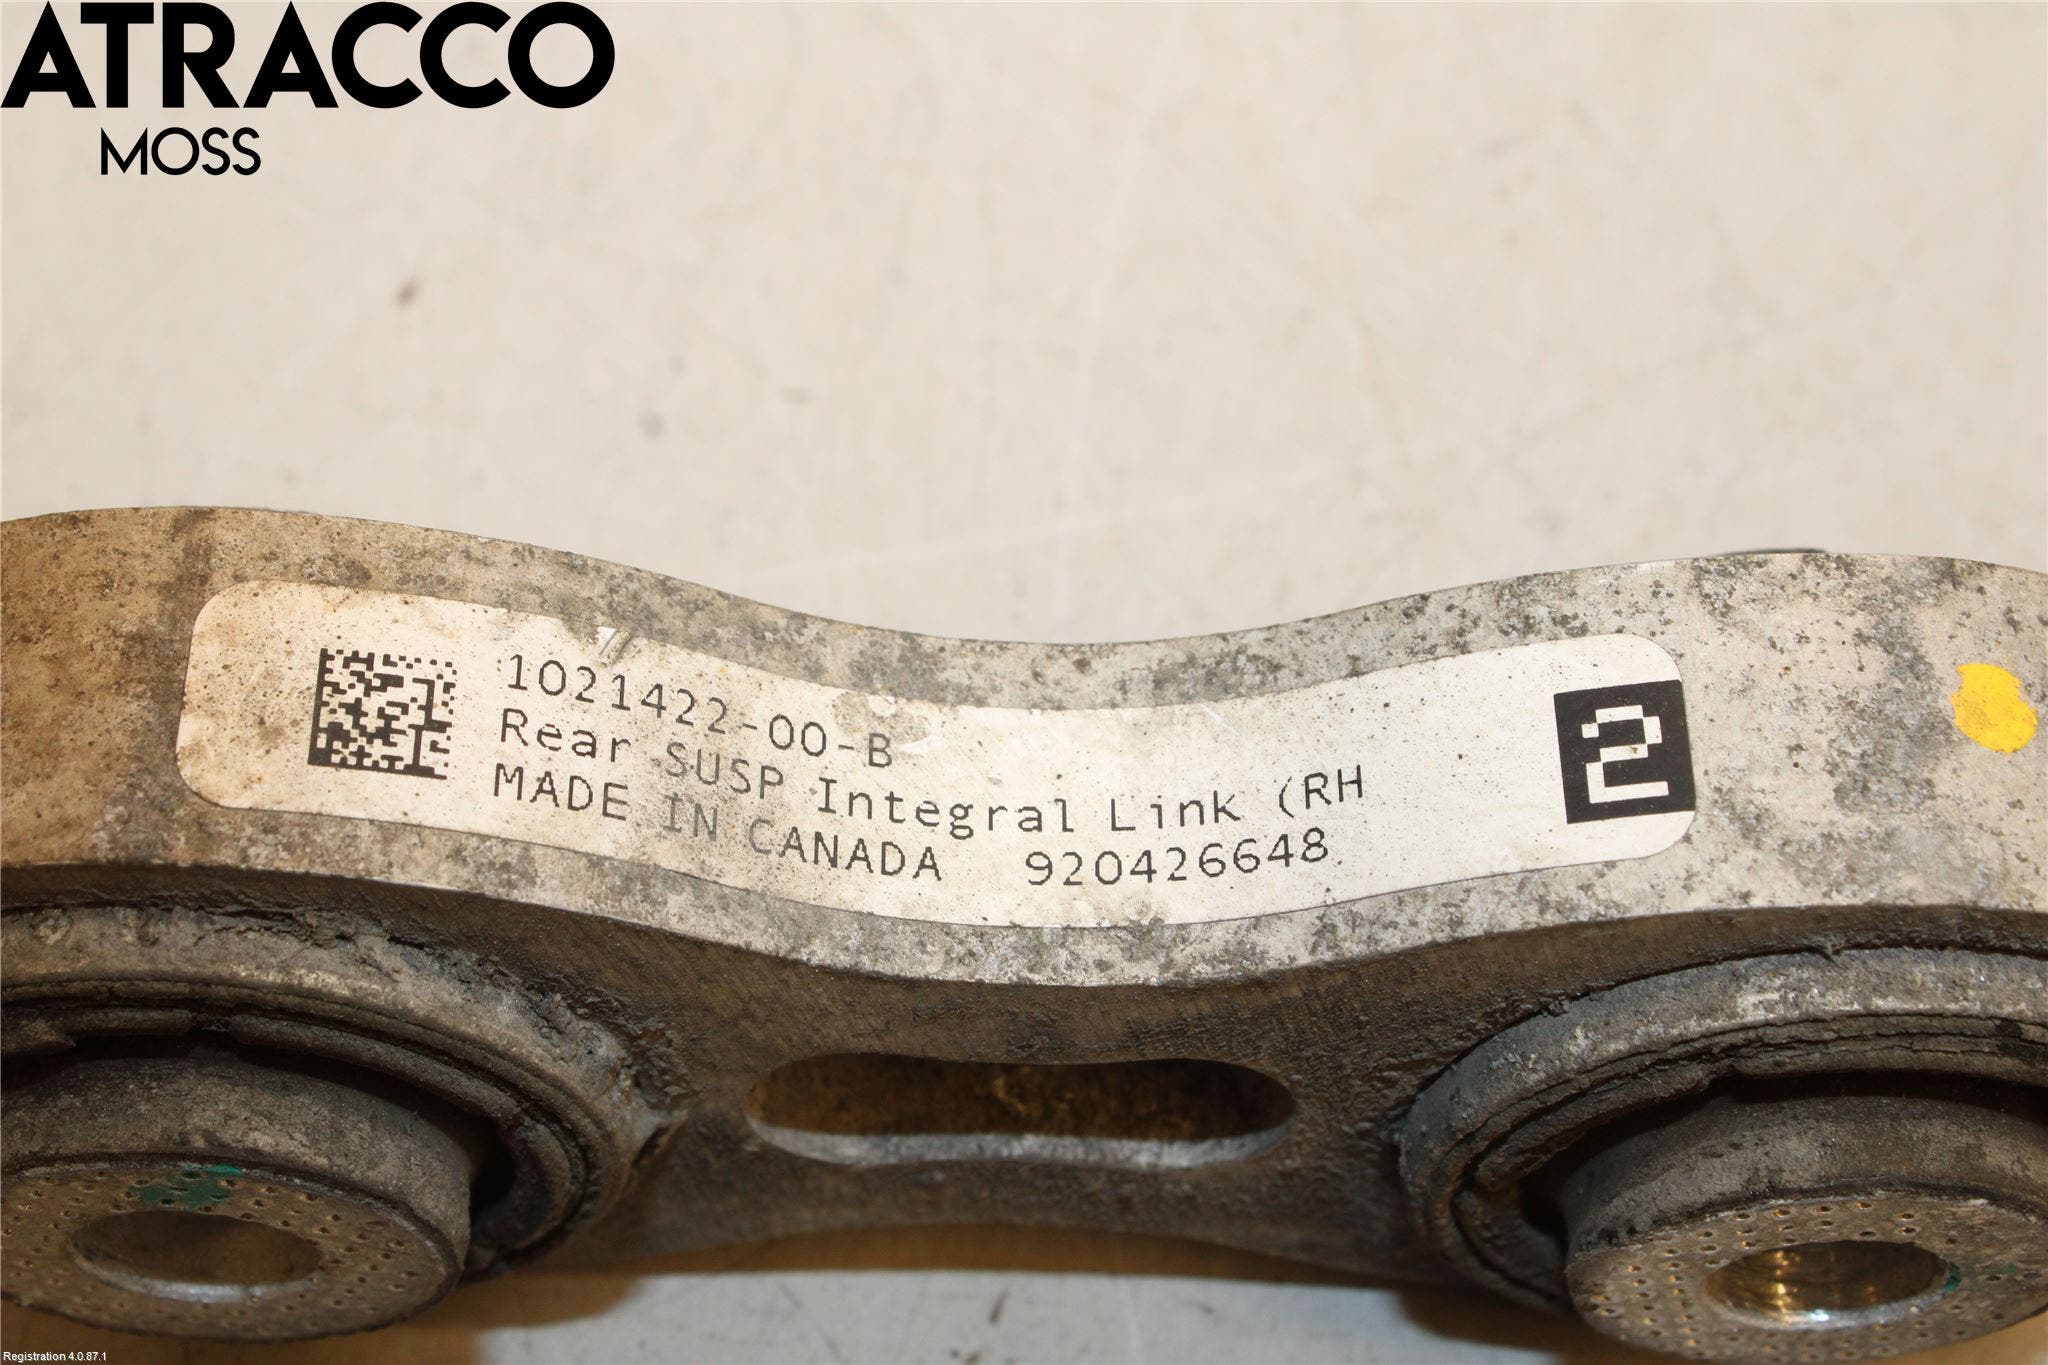 ATRACCO
MOSS
1021422-00-B
Rear SUSP Integral Link (RH
MADE IN CANADA 920426648
2
Registration 4.0.87.1